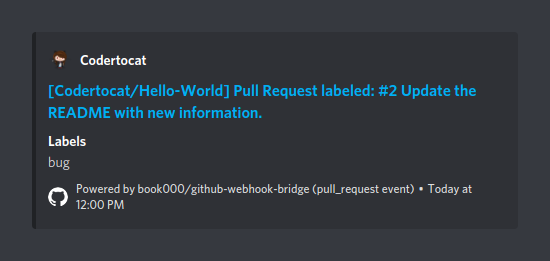 Codertocat
[Codertocat/Hello-World] Pull Request labeled: #2 Update the
README with new information.
Labels
bug
Powered by book000/github-webhook-bridge (pull_request event) • Today at
12:00 PM